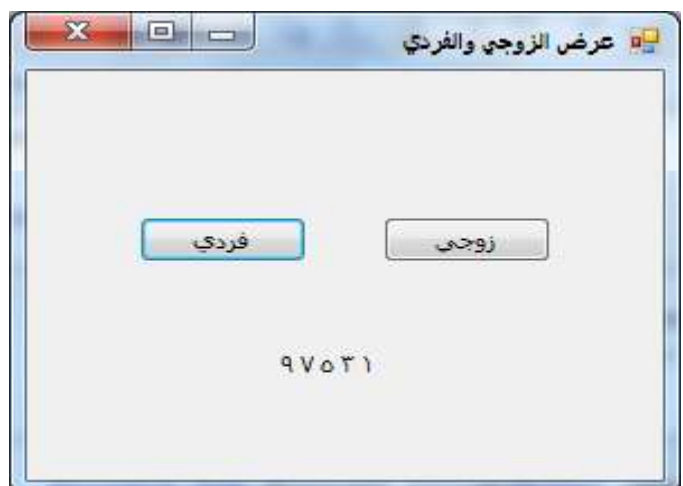 عرض الزوجي والفردي
زوجي فردي
٩ ٧ ٥ ٣ ١